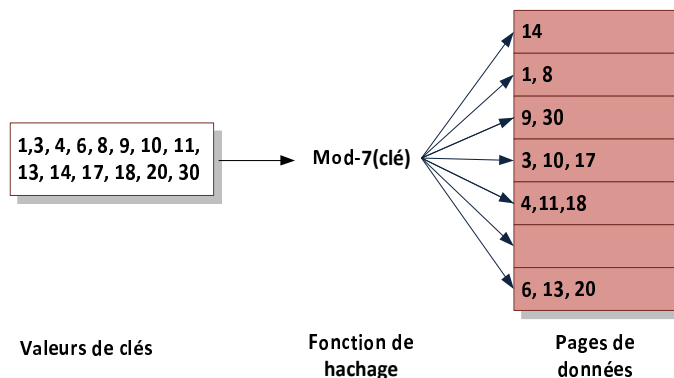 1,3, 4, 6, 8, 9, 10, 11,
13, 14, 17, 18, 20, 30
Mod-7(clé)
14
1, 8
9, 30
3, 10, 17
4,11,18
6, 13, 20
Valeurs de clés
Fonction de
hachage
Pages de
données